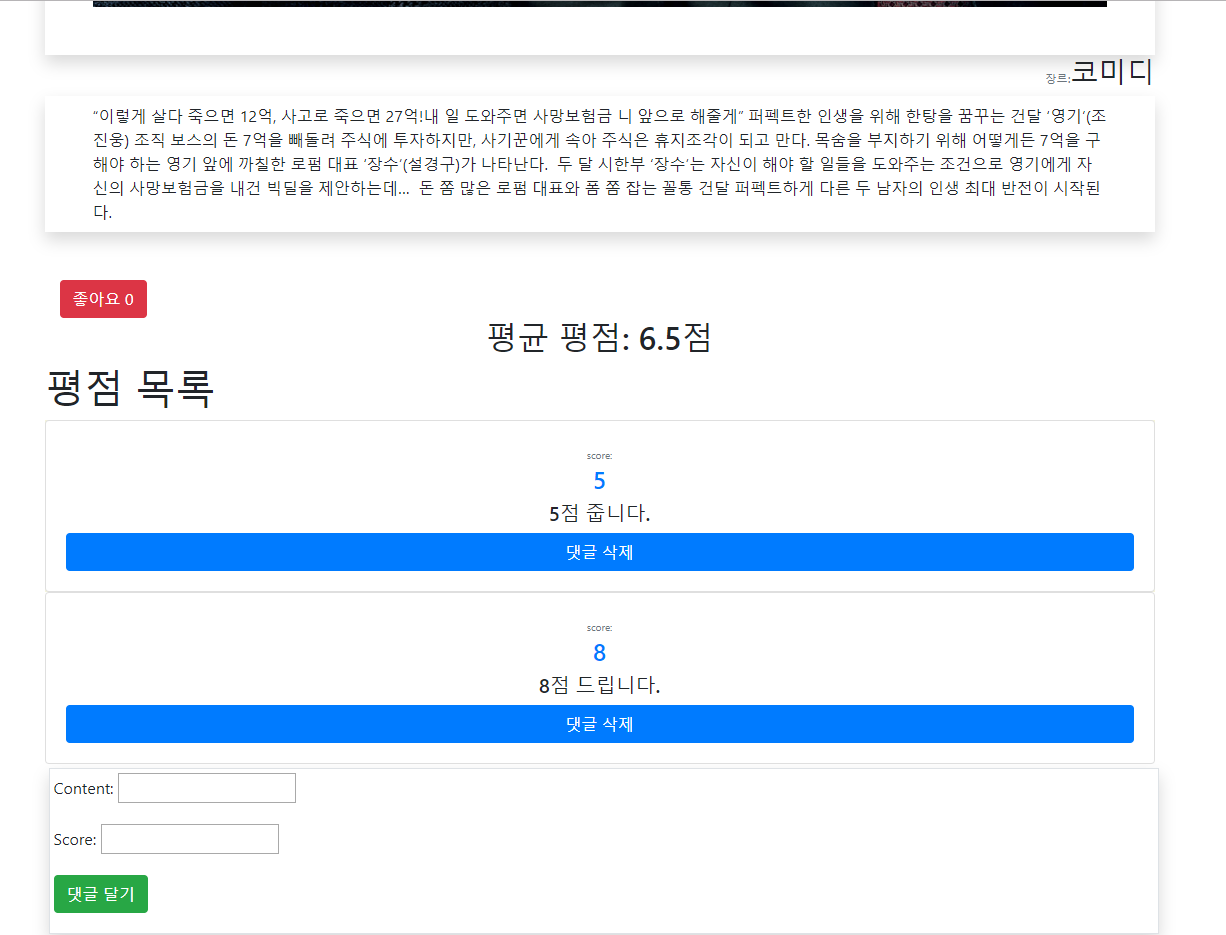 장르:코미디
“이렇게 살다 죽으면 12억, 사고로 죽으면 27억!내 일 도와주면 사망보험금 니 앞으로 해줄게” 퍼펙트한 인생을 위해 한탕을 꿈꾸는 건달 ‘영기’(조
진웅) 조직 보스의 돈 7억을 빼돌려 주식에 투자하지만, 사기꾼에게 속아 주식은 휴지조각이 되고 만다. 목숨을 부지하기 위해 어떻게든 7억을 구
해야 하는 영기 앞에 까칠한 로펌 대표 ‘장수’(설경구)가 나타난다.  두 달 시한부 ‘장수’는 자신이 해야 할 일들을 도와주는 조건으로 영기에게 자
신의 사망보험금을 내건 빅딜을 제안하는데...  돈 쫌 많은 로펌 대표와 폼 쫌 잡는 꼴통 건달 퍼펙트하게 다른 두 남자의 인생 최대 반전이 시작된
다.
좋아요 0
평균 평점: 6.5점
평점 목록
score:
5
5점 줍니다.
댓글 삭제
score:
8
8점 드립니다.
댓글 삭제
Content:
Score:
댓글 닫기